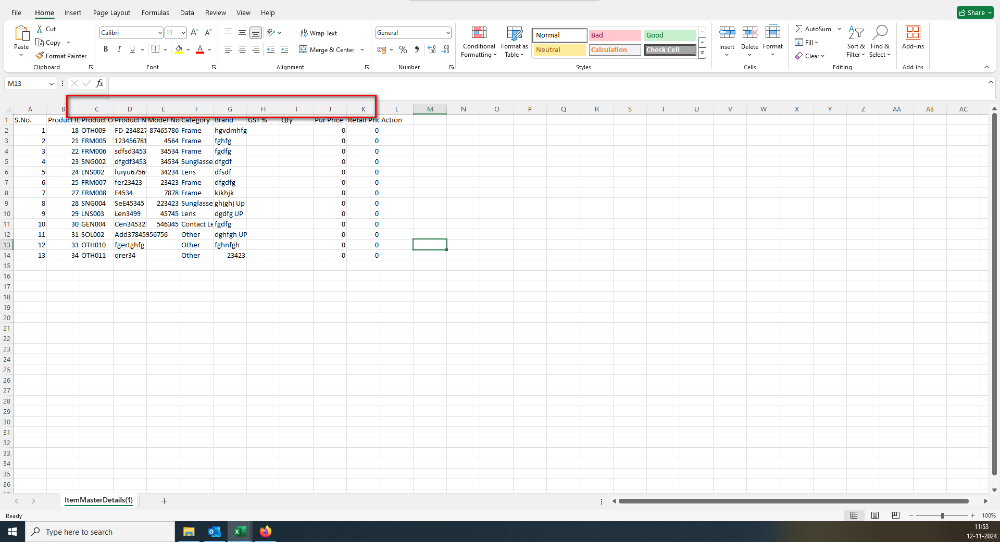 File Home Insert Page Layout Formulas Data Review View Help Share
Cut
Copy
Format Painter
Paste
Clipboard
Calibri 11
B I U
Font
Wrap Text
Merge & Center
Alignment
General
Number
Conditional Formatting
Format as Table
Normal Bad Good
Neutral Calculation Check Cell
Styles
Insert Delete Format
Cells
AutoSum
Fill
Clear
Sort & Filter
Find & Select
Editing
Add-ins
Add-ins
M13 fx
A B C D E F G H I J K L M N O P Q R S T U V W X Y Z AA AB AC
1 S.No. Product ID Product C Product N Model No Category Brand GST % Qty Pur Price Retail Pric Action
2 1 18 OTH009 FD-234827 87465786 Frame hgvdmhfg 0 0
3 2 21 FRM005 123456781 4564 Frame fghfg 0 0
4 3 22 FRM006 sdfsd3453 34534 Frame fgdfg 0 0
5 4 23 SNG002 dfgdf3453 34534 Sunglasse dfgdf 0 0
6 5 24 LNS002 luiyu6756 34234 Lens dfsdf 0 0
7 6 25 FRM007 fer23423 23423 Frame dfgdfg 0 0
8 7 27 FRM008 E4534 7878 Frame kikhjk 0 0
9 8 28 SNG004 SeE45345 223423 Sunglasse ghjghj Up 0 0
10 9 29 LNS003 Len3499 45745 Lens dgdfg UP 0 0
11 10 30 GEN004 Cen345323 546345 Contact Le fgdfg 0 0
12 11 31 SOL002 Add37845956756 Other dghfgh UP 0 0
13 12 33 OTH010 fgertghfg Other fghnfgh 0 0
14 13 34 OTH011 qrer34 Other 23423 0 0
15
16
17
18
19
20
21
22
23
24
25
26
27
28
29
30
31
32
33
34
35
36
ItemMasterDetails(1)
Ready 100%
Type here to search
11:53
12-11-2024